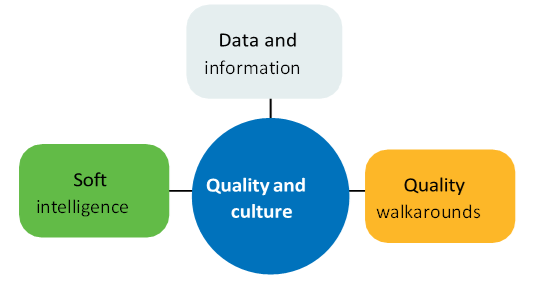 Data and
information
Soft
intelligence
Quality and
culture
Quality
walkarounds